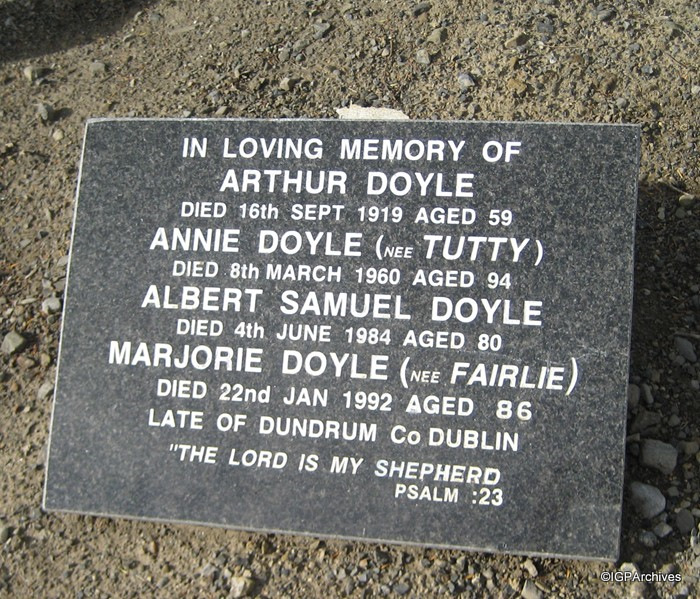 IN LOVING MEMORY OF
ARTHUR DOYLE
DIED 16th SEPT 1919 AGED 59
ANNIE DOYLE (NEE TUTTY)
DIED 8th MARCH 1960 AGED 94
ALBERT SAMUEL DOYLE
DIED 4th JUNE 1984 AGED 80
MARJORIE DOYLE (NEE FAIRLIE)
DIED 22nd JAN 1992 AGED 86
LATE OF DUNDRUM Co DUBLIN
"THE LORD IS MY SHEPHERD
PSALM :23
©IGPArchives